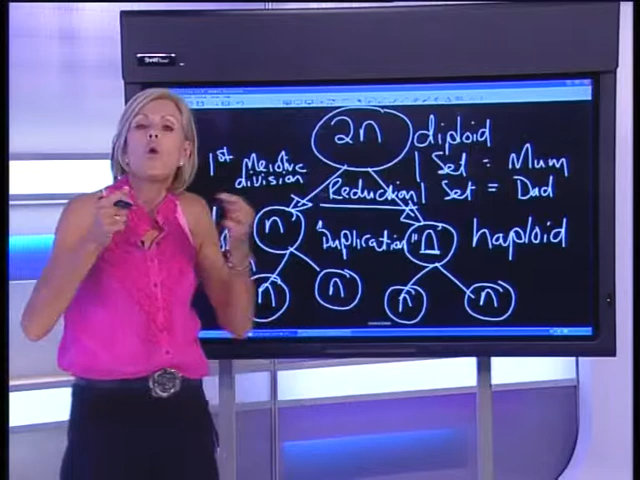 2n diploid
1st Meiotic division
1 Set = Mum
Reduction
1 Set = Dad
n
"Duplication"
n
haploid
n
n
n
n